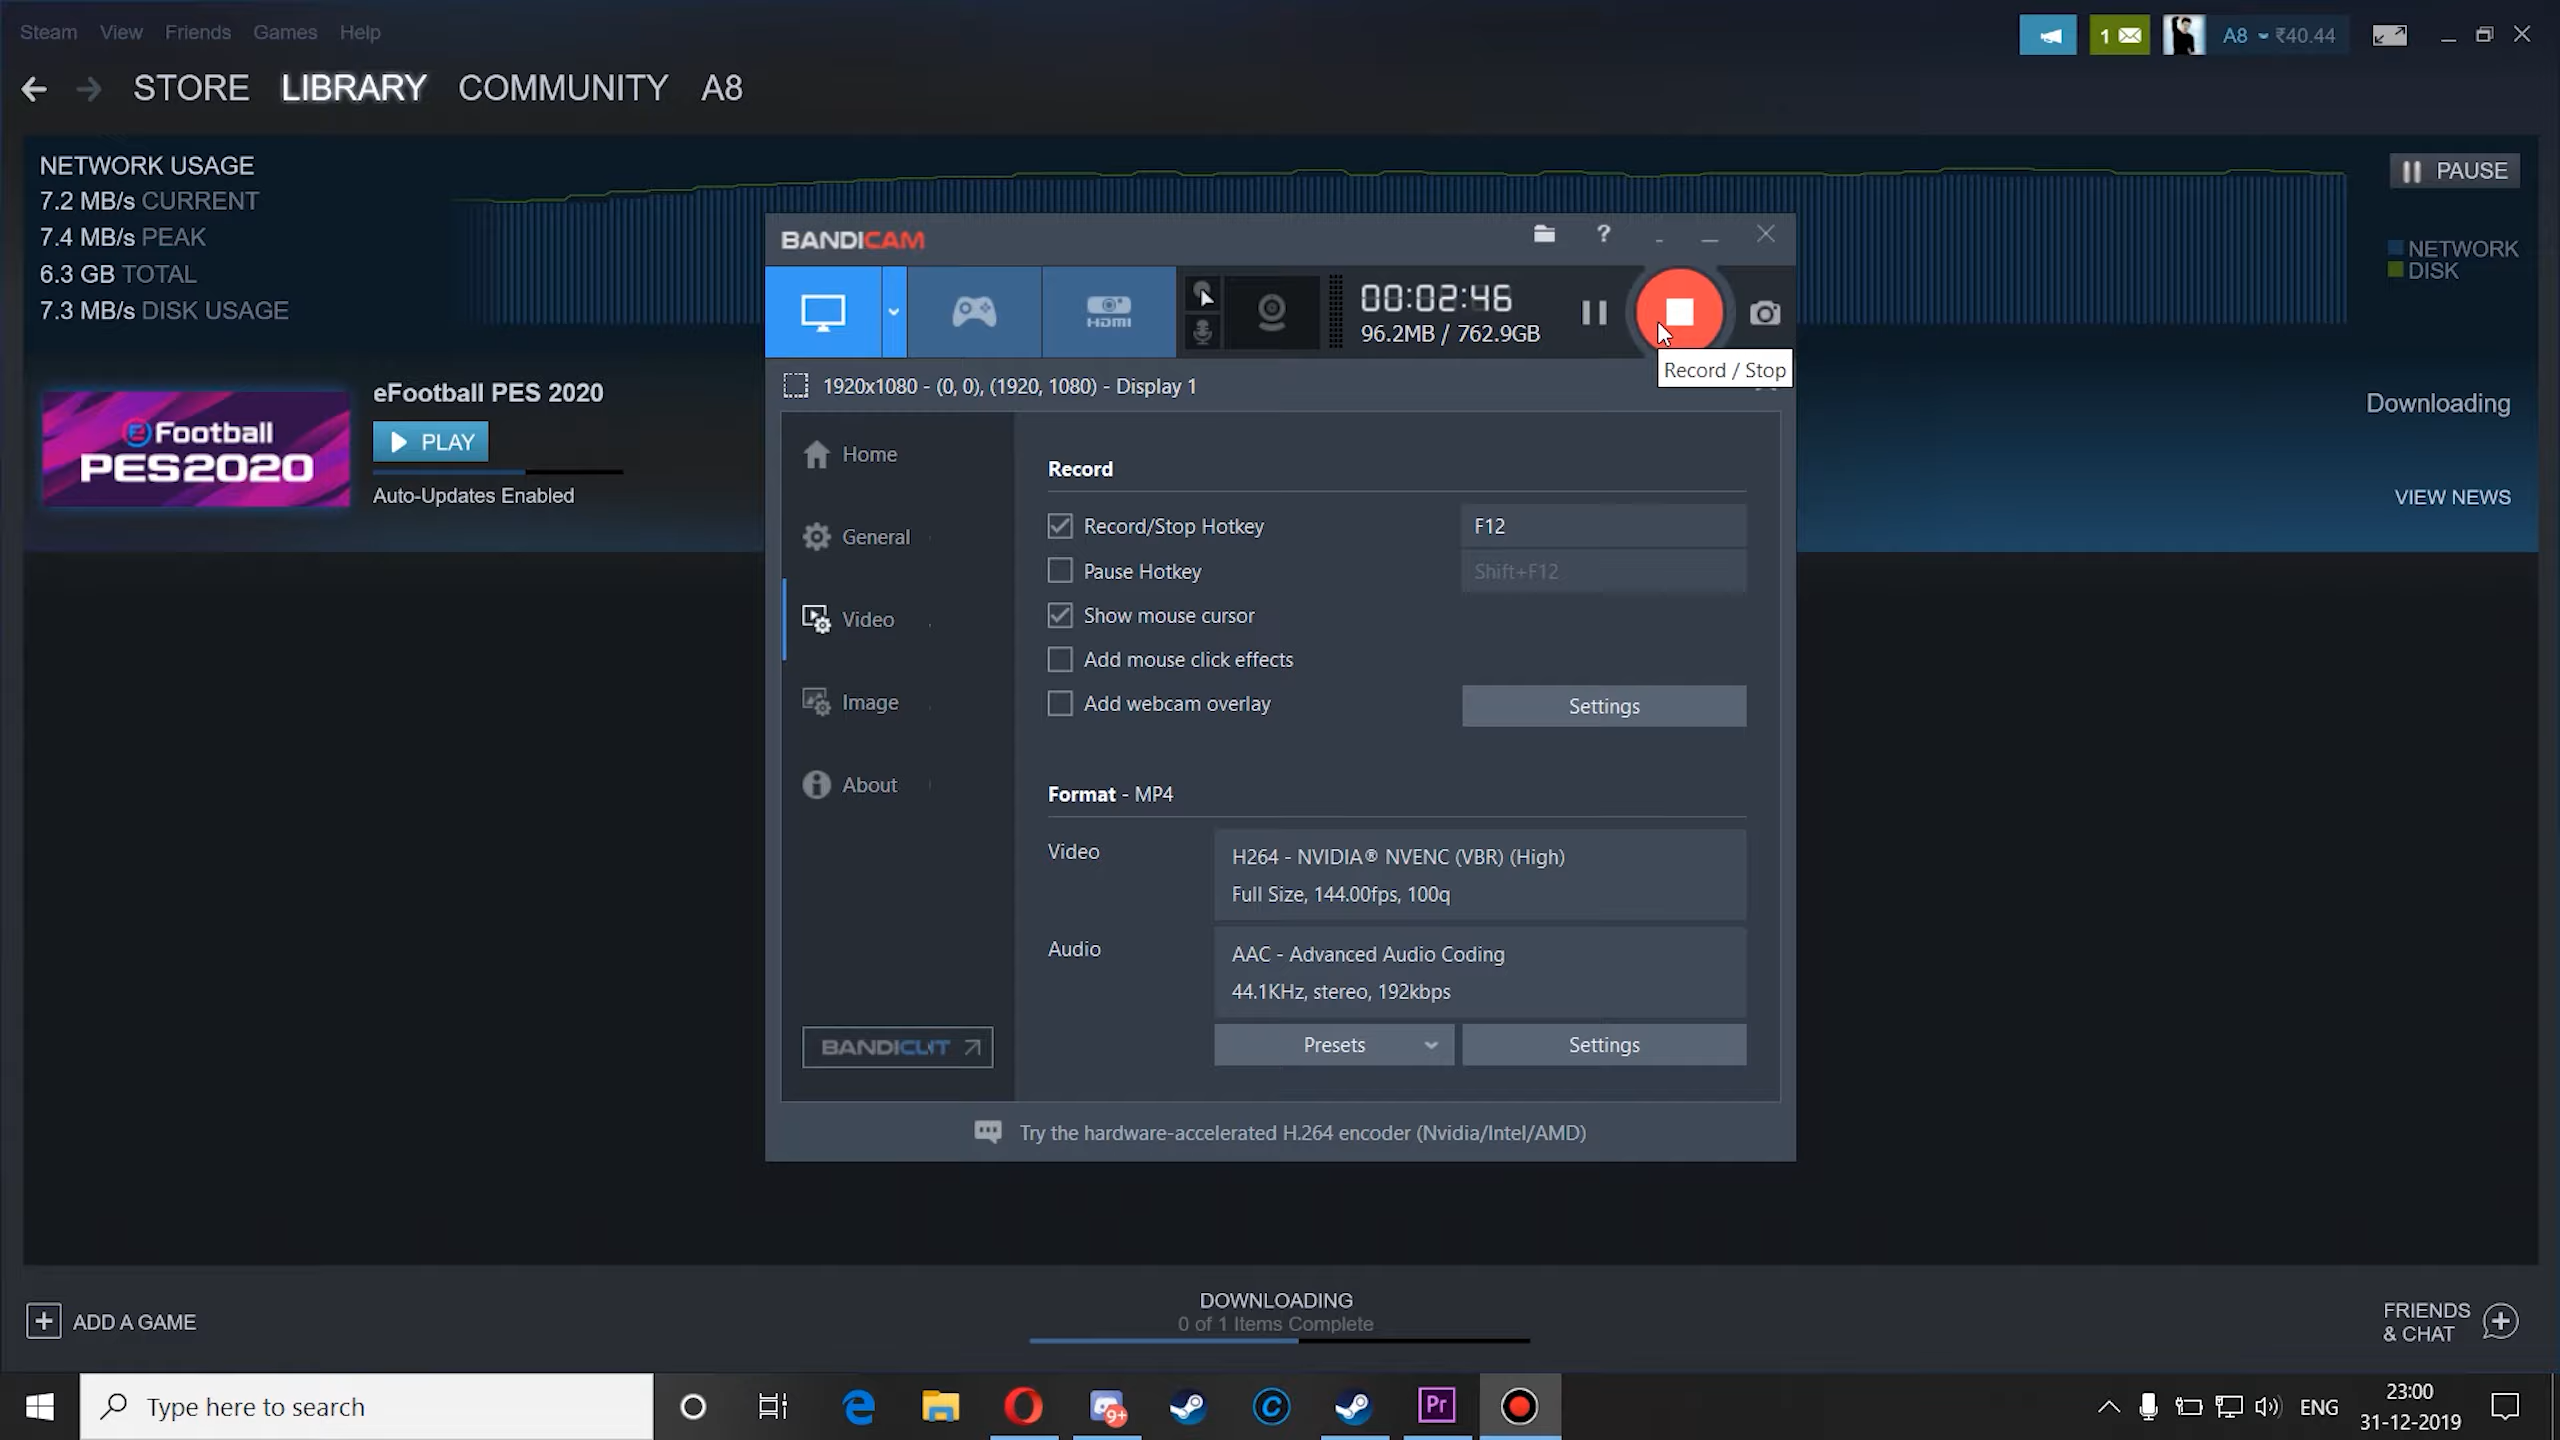 Steam View Friends Games Help
1
A8 ₹40.44
STORE LIBRARY COMMUNITY A8
NETWORK USAGE
7.2 MB/s CURRENT
7.4 MB/s PEAK
6.3 GB TOTAL
7.3 MB/s DISK USAGE
PAUSE
NETWORK
DISK
Football
PES2020
eFootball PES 2020
PLAY
Auto-Updates Enabled
Downloading
VIEW NEWS
BANDICAM
?
HDMI
00:02:46
96.2MB / 762.9GB
Record / Stop
1920x1080 - (0, 0), (1920, 1080) - Display 1
Home
General
Video
Image
About
BANDICUT
Record
Record/Stop Hotkey F12
Pause Hotkey Shift+F12
Show mouse cursor
Add mouse click effects
Add webcam overlay Settings
Format - MP4
Video
H264 - NVIDIA® NVENC (VBR) (High)
Full Size, 144.00fps, 100q
Audio
AAC - Advanced Audio Coding
44.1KHz, stereo, 192kbps
Presets Settings
Try the hardware-accelerated H.264 encoder (Nvidia/Intel/AMD)
ADD A GAME
DOWNLOADING
0 of 1 Items Complete
FRIENDS
& CHAT
Type here to search
9+
Pr
ENG
23:00
31-12-2019